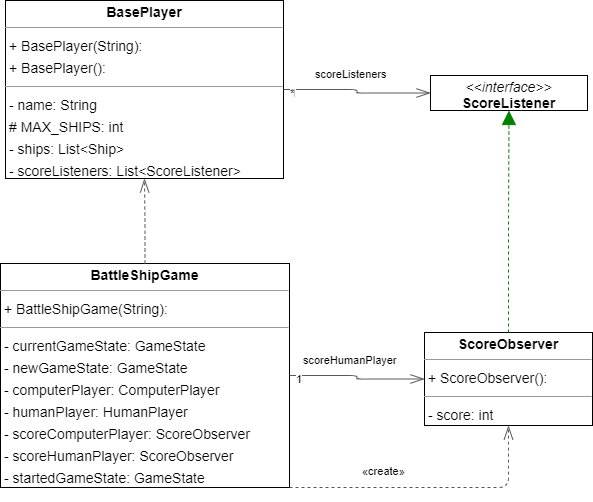 BasePlayer
+ BasePlayer(String):
+ BasePlayer():
- name: String
# MAX_SHIPS: int
- ships: List<Ship>
- scoreListeners: List<ScoreListener>
scoreListeners
*
<<interface>>
ScoreListener
BattleShipGame
+ BattleShipGame(String):
- currentGameState: GameState
- newGameState: GameState
- computerPlayer: ComputerPlayer
- humanPlayer: HumanPlayer
- scoreComputerPlayer: ScoreObserver
- scoreHumanPlayer: ScoreObserver
- startedGameState: GameState
scoreHumanPlayer
1
«create»
ScoreObserver
+ ScoreObserver():
- score: int